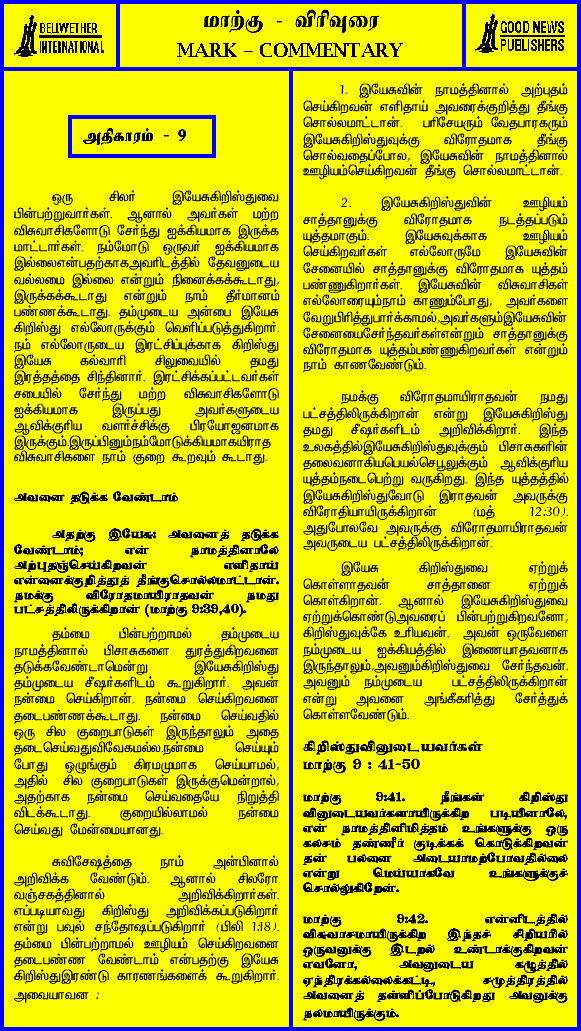 BELWETHER
INTERNATIONAL
மாற்கு - விரிவுரை
MARK – COMMENTARY
GOOD NEWS
PUBLISHERS
அதிகாரம் - 9
ஒரு சிலர் இயேசுகிறிஸ்துவை
பின்பற்றுவார்கள். ஆனால் அவர்கள் மற்ற
விசுவாசிகளோடு சேர்ந்து ஐக்கியமாக இருக்க
மாட்டார்கள். நம்மோடு ஒருவர் ஐக்கியமாக
இல்லைஎன்பதற்காகஅவரிடத்தில் தேவனுடைய
வல்லமை இல்லை என்றும் நினைக்கக்கூடாது,
இருக்கக்கூடாது என்றும் நாம் தீர்மானம்
பண்ணக்கூடாது. தம்முடைய அன்பை இயேசு
கிறிஸ்து எல்லோருக்கும் வெளிப்படுத்துகிறார்.
நம் எல்லோருடைய இரட்சிப்புக்காக கிறிஸ்து
இயேசு கல்வாரி சிலுவையில் தமது
இரத்தத்தை சிந்தினார். இரட்சிக்கப்பட்டவர்கள்
சபையில் சேர்ந்து மற்ற விசுவாசிகளோடு
ஐக்கியமாக இருப்பது அவர்களுடைய
ஆவிக்குரிய வளர்ச்சிக்கு பிரயோஜனமாக
இருக்கும்.இருப்பினும்நம்மோடுக்கியமாகயிராத
விசுவாசிகளை நாம் குறை கூறவும் கூடாது.
அவனை தடுக்க வேண்டாம்
அதற்கு இயேசு: அவனைத் தடுக்க
வேண்டாம்; என் நாமத்தினாலே
அற்புதஞ்செய்கிறவன் எளிதாய்
என்னைக்குறித்துத் தீங்குசொல்லமாட்டான்.
நமக்கு விரோதமாயிராதவன் நமது
பட்சத்திலிருக்கிறான் (மாற்கு 9:39,40).
தம்மை பின்பற்றாமல் தம்முடைய
நாமத்தினால் பிசாசுகளை துரத்துகிறவனை
தடுக்கவேண்டாமென்று இயேசுகிறிஸ்து
தம்முடைய சீஷர்களிடம் கூறுகிறார். அவன்
நன்மை செய்கிறான். நன்மை செய்கிறவனை
தடைபண்ணக்கூடாது. நன்மை செய்வதில்
ஒரு சில குறைபாடுகள் இருந்தாலும் அதை
தடைசெய்வதுவிவேகமல்ல.நன்மை செய்யும்
போது ஒழுங்கும் கிரமமுமாக செய்யாமல்,
அதில் சில குறைபாடுகள் இருக்குமென்றால்,
அதற்காக நன்மை செய்வதையே நிறுத்தி
விடக்கூடாது. குறையில்லாமல் நன்மை
செய்வது மேன்மையானது.
சுவிசேஷத்தை நாம் அன்பினால்
அறிவிக்க வேண்டும். ஆனால் சிலரோ
வஞ்சகத்தினால் அறிவிக்கிறார்கள்.
எப்படியாவது கிறிஸ்து அறிவிக்கப்படுகிறார்
என்று பவுல் சந்தோஷப்படுகிறார் (பிலி 1:18).
தம்மை பின்பற்றாமல் ஊழியம் செய்கிறவனை
தடைபண்ண வேண்டாம் என்பதற்கு இயேசு
கிறிஸ்துஇரண்டு காரணங்களைக் கூறுகிறார்.
அவையாவன :
1. இயேசுவின் நாமத்தினால் அற்புதம்
செய்கிறவன் எளிதாய் அவரைக்குறித்து தீங்கு
சொல்லமாட்டான். பரிசேயரும் வேதபாரகரும்
இயேசுகிறிஸ்துவுக்கு விரோதமாக தீங்கு
சொல்வதைப்போல, இயேசுவின் நாமத்தினால்
ஊழியம்செய்கிறவன் தீங்கு சொல்லமாட்டான்.
2. இயேசுகிறிஸ்துவின் ஊழியம்
சாத்தானுக்கு விரோதமாக நடத்தப்படும்
யுத்தமாகும். இயேசுவுக்காக ஊழியம்
செய்கிறவர்கள் எல்லோருமே இயேசுவின்
சேனையில் சாத்தானுக்கு விரோதமாக யுத்தம்
பண்ணுகிறார்கள். இயேசுவின் விசுவாசிகள்
எல்லோரையும்நாம் காணும்போது, அவர்களை
வேறுபிரித்துபார்க்காமல்,அவர்களும்இயேசுவின்
சேனையைசேர்ந்தவர்கள்என்றும் சாத்தானுக்கு
விரோதமாக யுத்தம்பண்ணுகிறவர்கள் என்றும்
நாம் காணவேண்டும்.
நமக்கு விரோதமாயிராதவன் நமது
பட்சத்திலிருக்கிறான் என்று இயேசுகிறிஸ்து
தமது சீஷர்களிடம் அறிவிக்கிறார். இந்த
உலகத்தில்இயேசுகிறிஸ்துவுக்கும் பிசாசுகளின்
தலைவனாகியபெயல்செபூலுக்கும் ஆவிக்குரிய
யுத்தம்நடைபெற்று வருகிறது. இந்த யுத்தத்தில்
இயேசுகிறிஸ்துவோடு இராதவன் அவருக்கு
விரோதியாயிருக்கிறான் (மத் 12:30).
அதுபோலவே அவருக்கு விரோதமாயிராதவன்
அவருடைய பட்சத்திலிருக்கிறான்.
இயேசு கிறிஸ்துவை ஏற்றுக்
கொள்ளாதவன் சாத்தானை ஏற்றுக்
கொள்கிறான். ஆனால் இயேசுகிறிஸ்துவை
ஏற்றுக்கொண்டுஅவரைப் பின்பற்றுகிறவனோ,
கிறிஸ்துவுக்கே உரியவன். அவன் ஒருவேளை
நம்முடைய ஐக்கியத்தில் இணையாதவனாக
இருந்தாலும்,அவனும்கிறிஸ்துவை சேர்ந்தவன்.
அவனும் நம்முடைய பட்சத்திலிருக்கிறான்
என்று அவனை அங்கீகரித்து சேர்த்துக்
கொள்ளவேண்டும்.
கிறிஸ்துவினுடையவர்கள்
மாற்கு 9 : 41-50
மாற்கு 9:41. நீங்கள் கிறிஸ்து
வினுடையவர்களாயிருக்கிற படியினாலே,
என் நாமத்தினிமித்தம் உங்களுக்கு ஒரு
கலசம் தண்ணீர் குடிக்கக் கொடுக்கிறவன்
தன் பலனை அடையாமற்போவதில்லை
என்று மெய்யாகவே உங்களுக்குச்
சொல்லுகிறேன்.
மாற்கு 9:42. என்னிடத்தில்
விசுவாசமாயிருக்கிற இந்தச் சிறியரில்
ஒருவனுக்கு இடறல் உண்டாக்குகிறவன்
எவனோ, அவனுடைய கழுத்தில்
ஏந்திரக்கல்லைக்கட்டி, சமுத்திரத்தில்
அவனைத் தள்ளிப்போடுகிறது அவனுக்கு
நலமாயிருக்கும்.